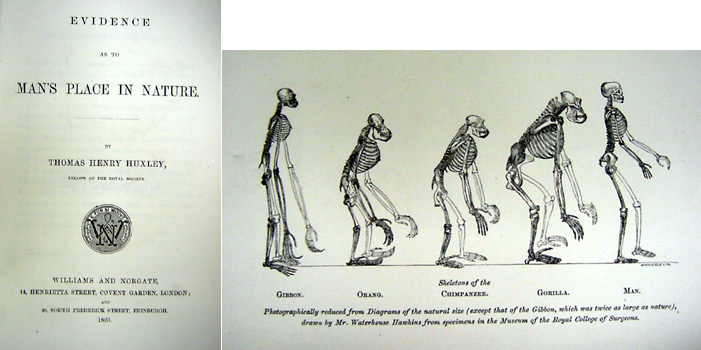 EVIDENCE
AS TO
MAN'S PLACE IN NATURE.
BY
THOMAS HENRY HUXLEY,
FELLOW OF THE ROYAL SOCIETY.
WILLIAMS AND NORGATE,
14, HENRIETTA STREET, COVENT GARDEN, LONDON;
AND
20, SOUTH FREDERICK STREET, EDINBURGH.
1863.
Skeletons of the
GIBBON. ORANG. CHIMPANZEE. GORILLA. MAN.
Photographically reduced from Diagrams of the natural size (except that of the Gibbon, which was twice as large as nature),
drawn by Mr. Waterhouse Hawkins from specimens in the Museum of the Royal College of Surgeons.